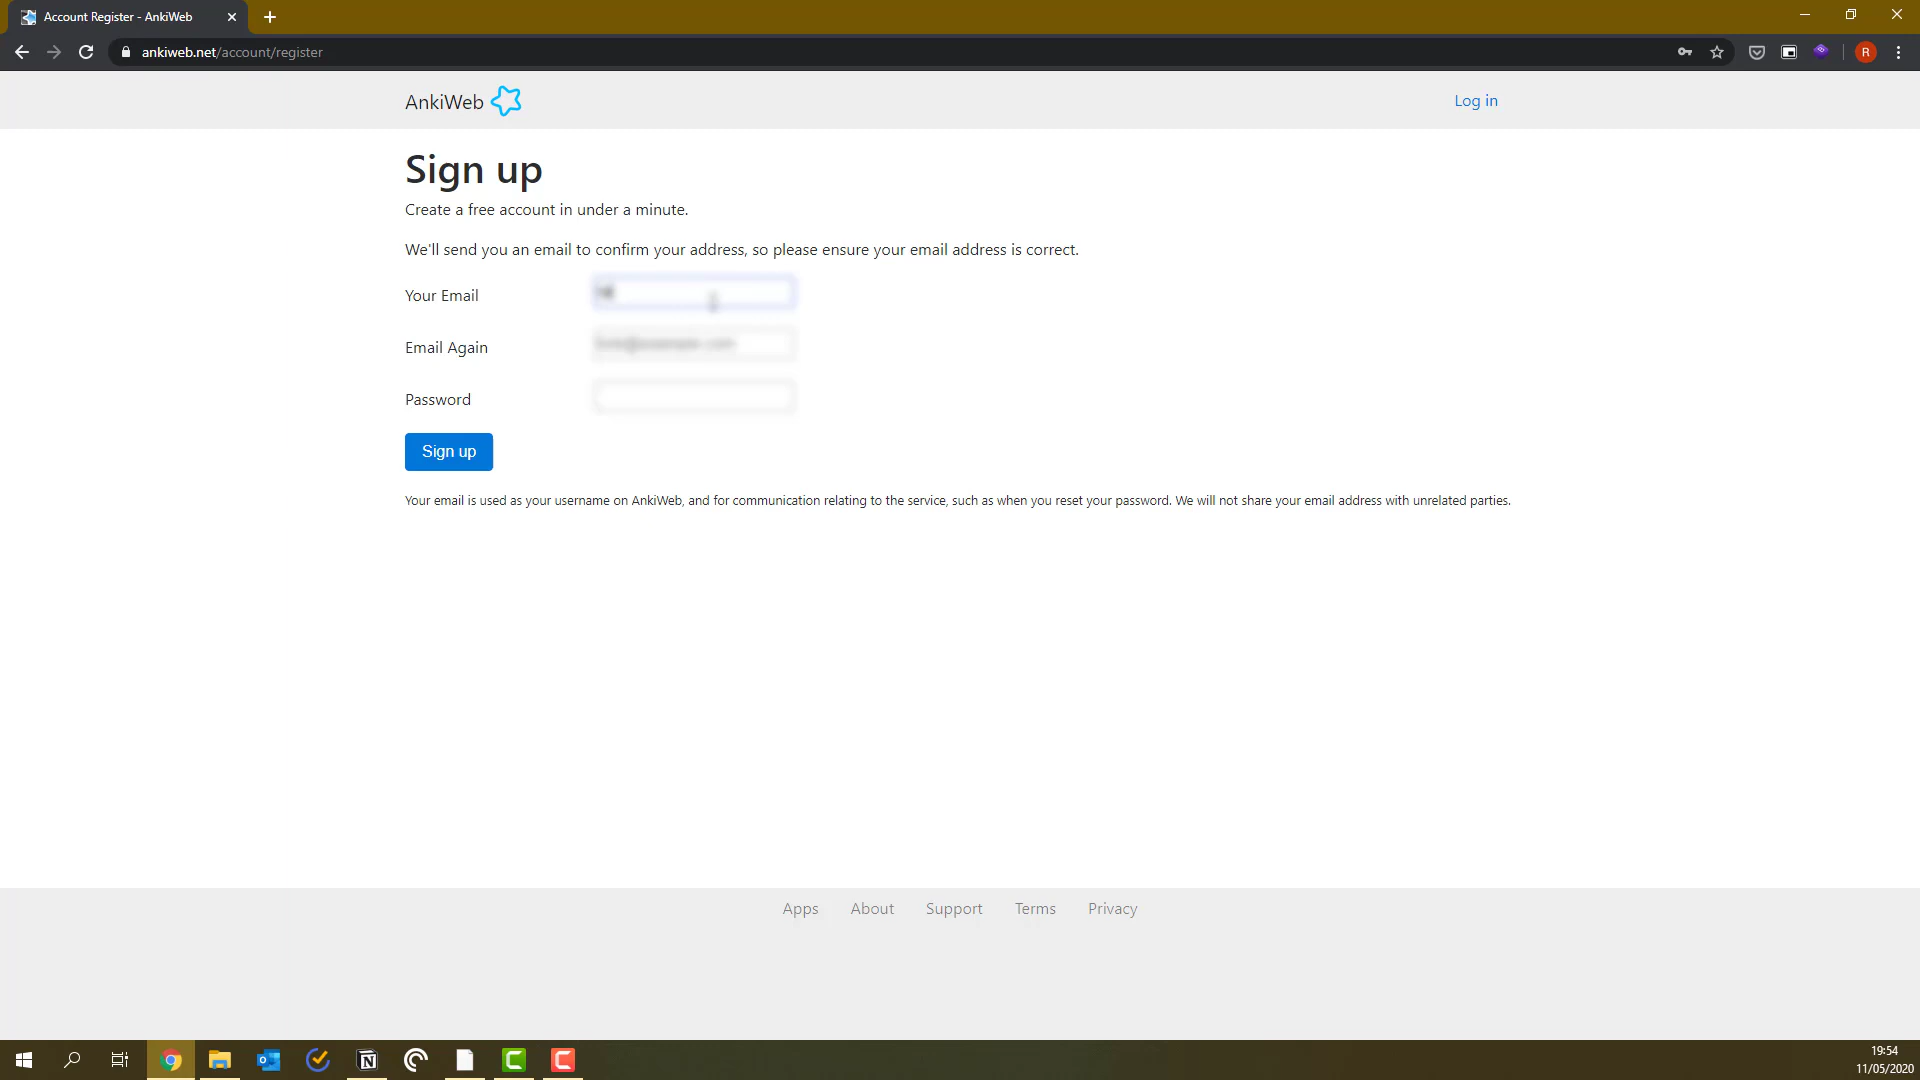 Account Register - AnkiWeb
ankiweb.net/account/register
R
AnkiWeb
Log in
Sign up
Create a free account in under a minute.
We'll send you an email to confirm your address, so please ensure your email address is correct.
Your Email
Email Again
Password
Sign up
Your email is used as your username on AnkiWeb, and for communication relating to the service, such as when you reset your password. We will not share your email address with unrelated parties.
Apps About Support Terms Privacy
19:54
11/05/2020